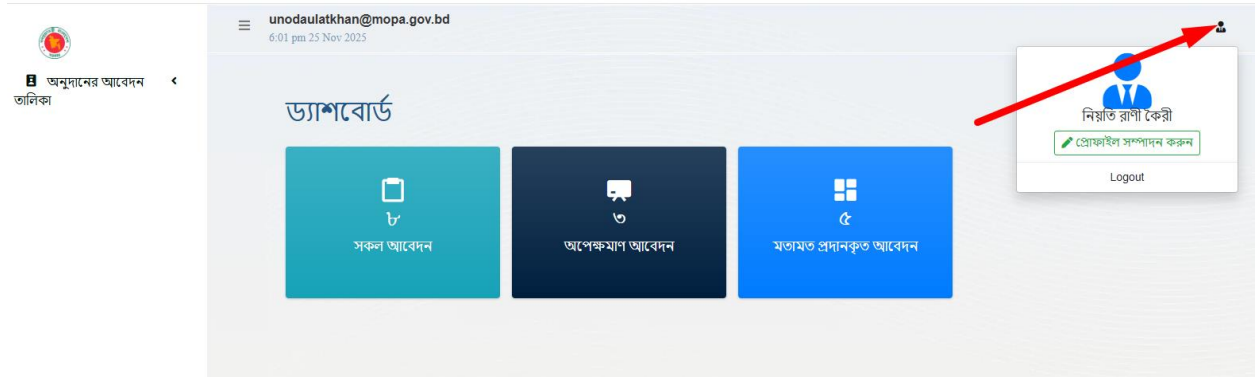 unodaulatkhan@mopa.gov.bd
6:01 pm 25 Nov 2025
অনুদানের আবেদন
তালিকা
ড্যাশবোর্ড
৮
সকল আবেদন
৩
অপেক্ষমাণ আবেদন
৫
মতামত প্রদানকৃত আবেদন
নিয়তি রাণী কৈরী
প্রোফাইল সম্পাদন করুন
Logout